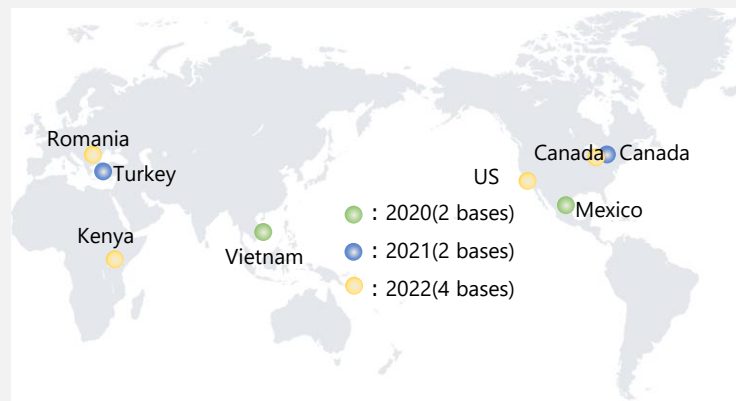 Romania
Turkey
Kenya
Vietnam
US
Canada
Canada
Mexico
: 2020(2 bases)
: 2021(2 bases)
: 2022(4 bases)